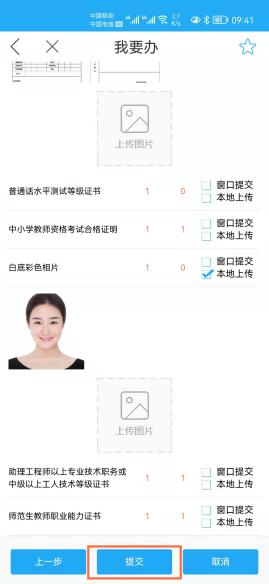 中国移动
中国电信 HD
2.7
K/s
09:41
我要办
上传图片
普通话水平测试等级证书 1 0 窗口提交
本地上传
中小学教师资格考试合格证明 1 1 窗口提交
本地上传
白底彩色相片 1 0 窗口提交
本地上传
上传图片
助理工程师以上专业技术职务或 1 1 窗口提交
中级以上工人技术等级证书 本地上传
师范生教师职业能力证书 1 1 窗口提交
本地上传
上一步 提交 取消